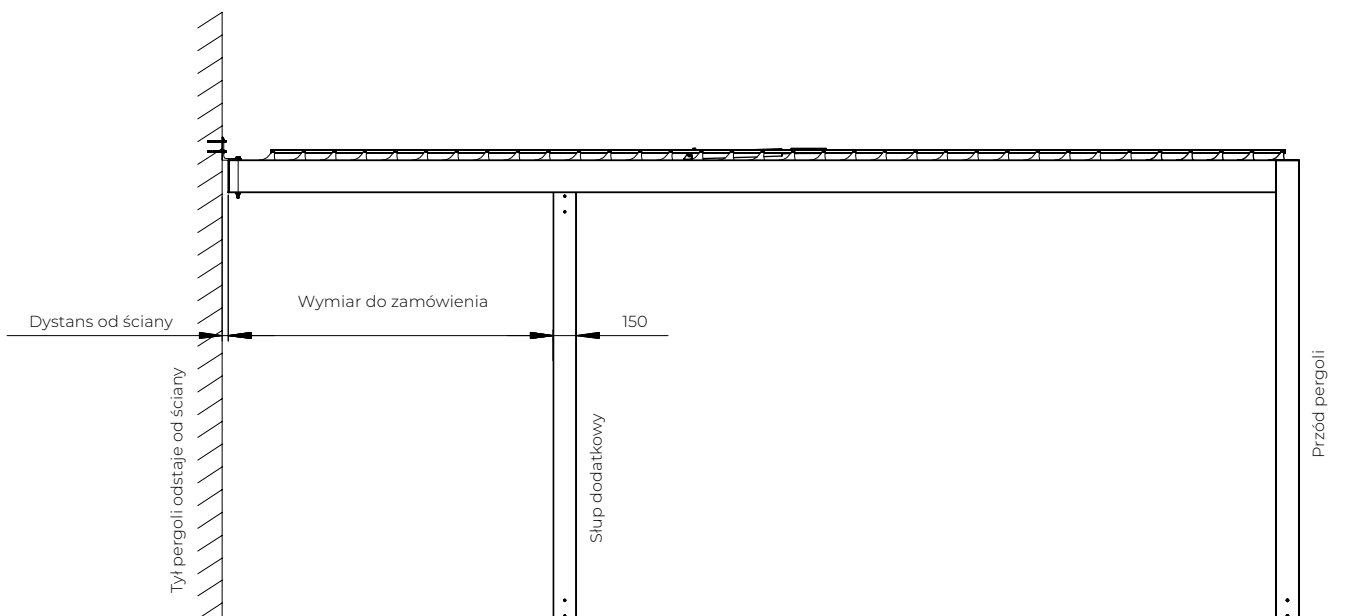 Wymiar do zamówienia
Dystans od ściany
150
Tył pergoli odstaje od ściany
Słup dodatkowy
Przód pergoli